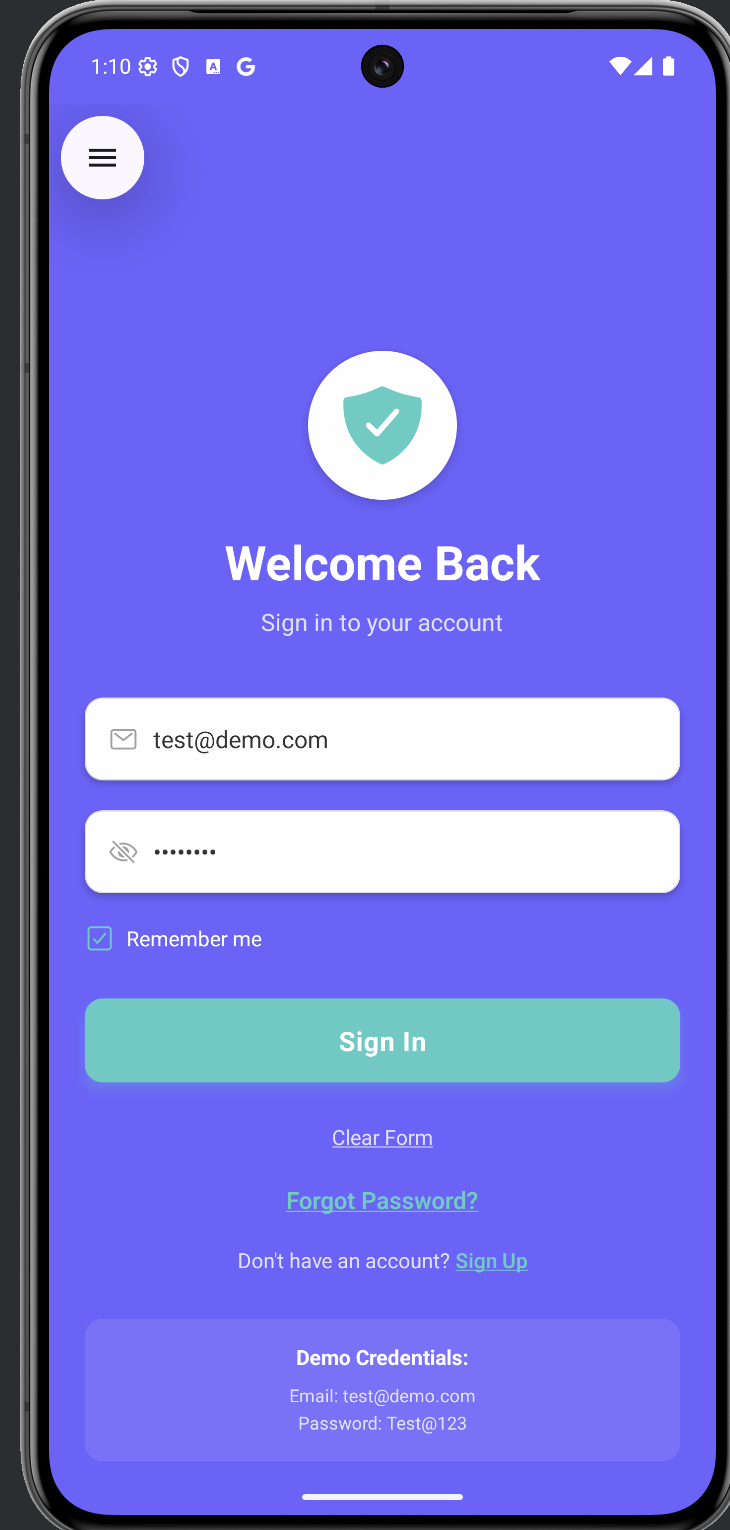 1:10
Welcome Back
Sign in to your account
test@demo.com
••••••••
Remember me
Sign In
Clear Form
Forgot Password?
Don't have an account? Sign Up
Demo Credentials:
Email: test@demo.com
Password: Test@123